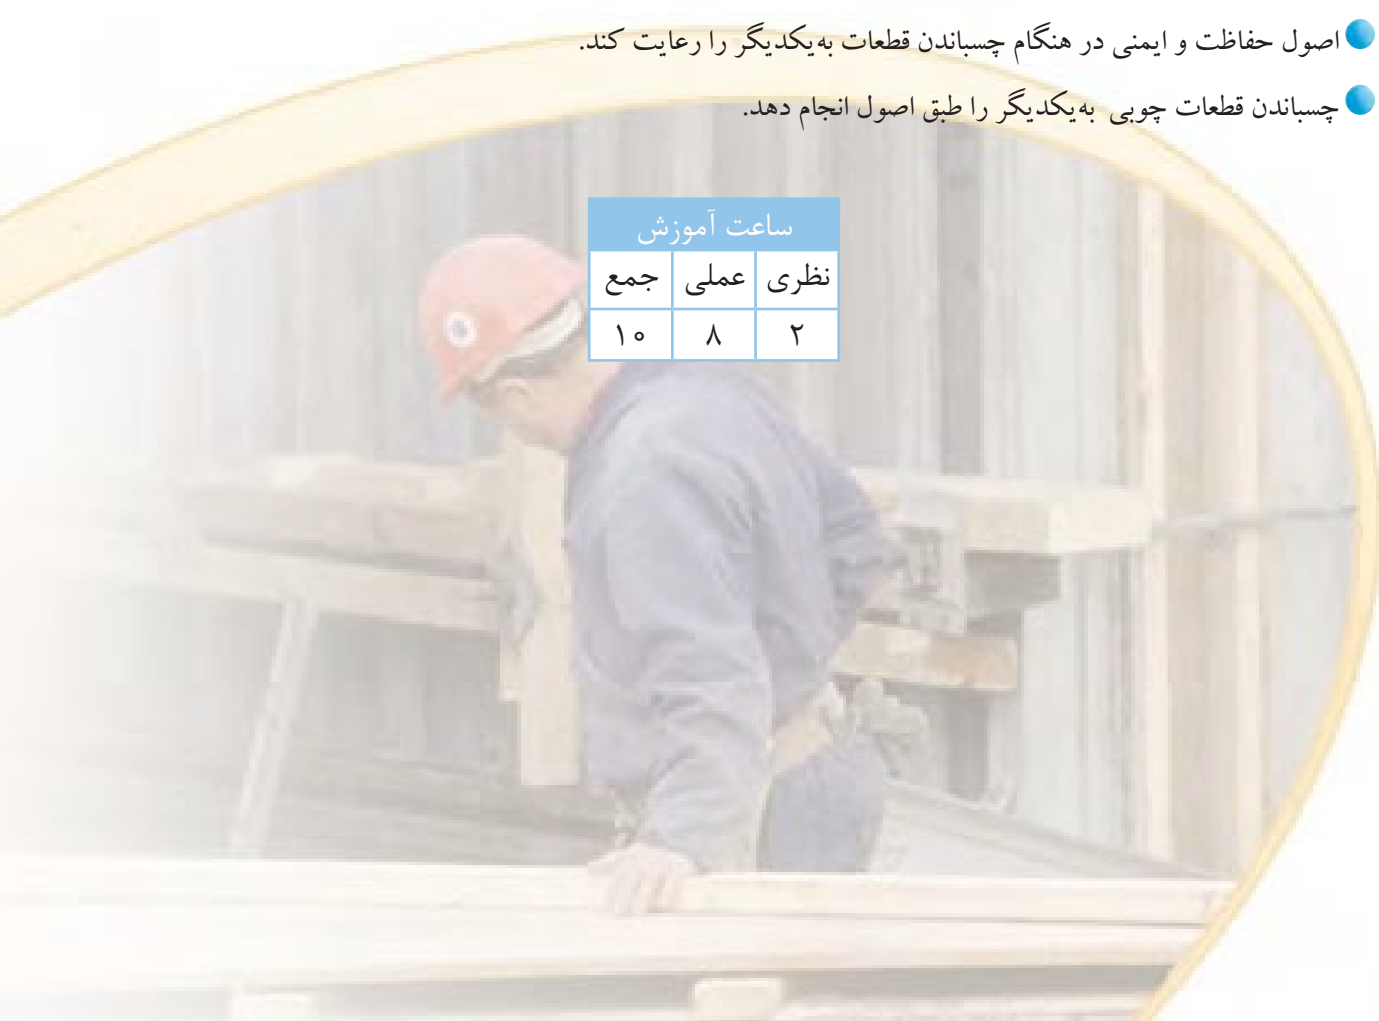 اصول حفاظت و ایمنی در هنگام چسباندن قطعات به‌یکدیگر را رعایت کند.
چسباندن قطعات چوبی به‌یکدیگر را طبق اصول انجام دهد.
ساعت آموزش
نظری عملی جمع
۲ ۸ ۱۰